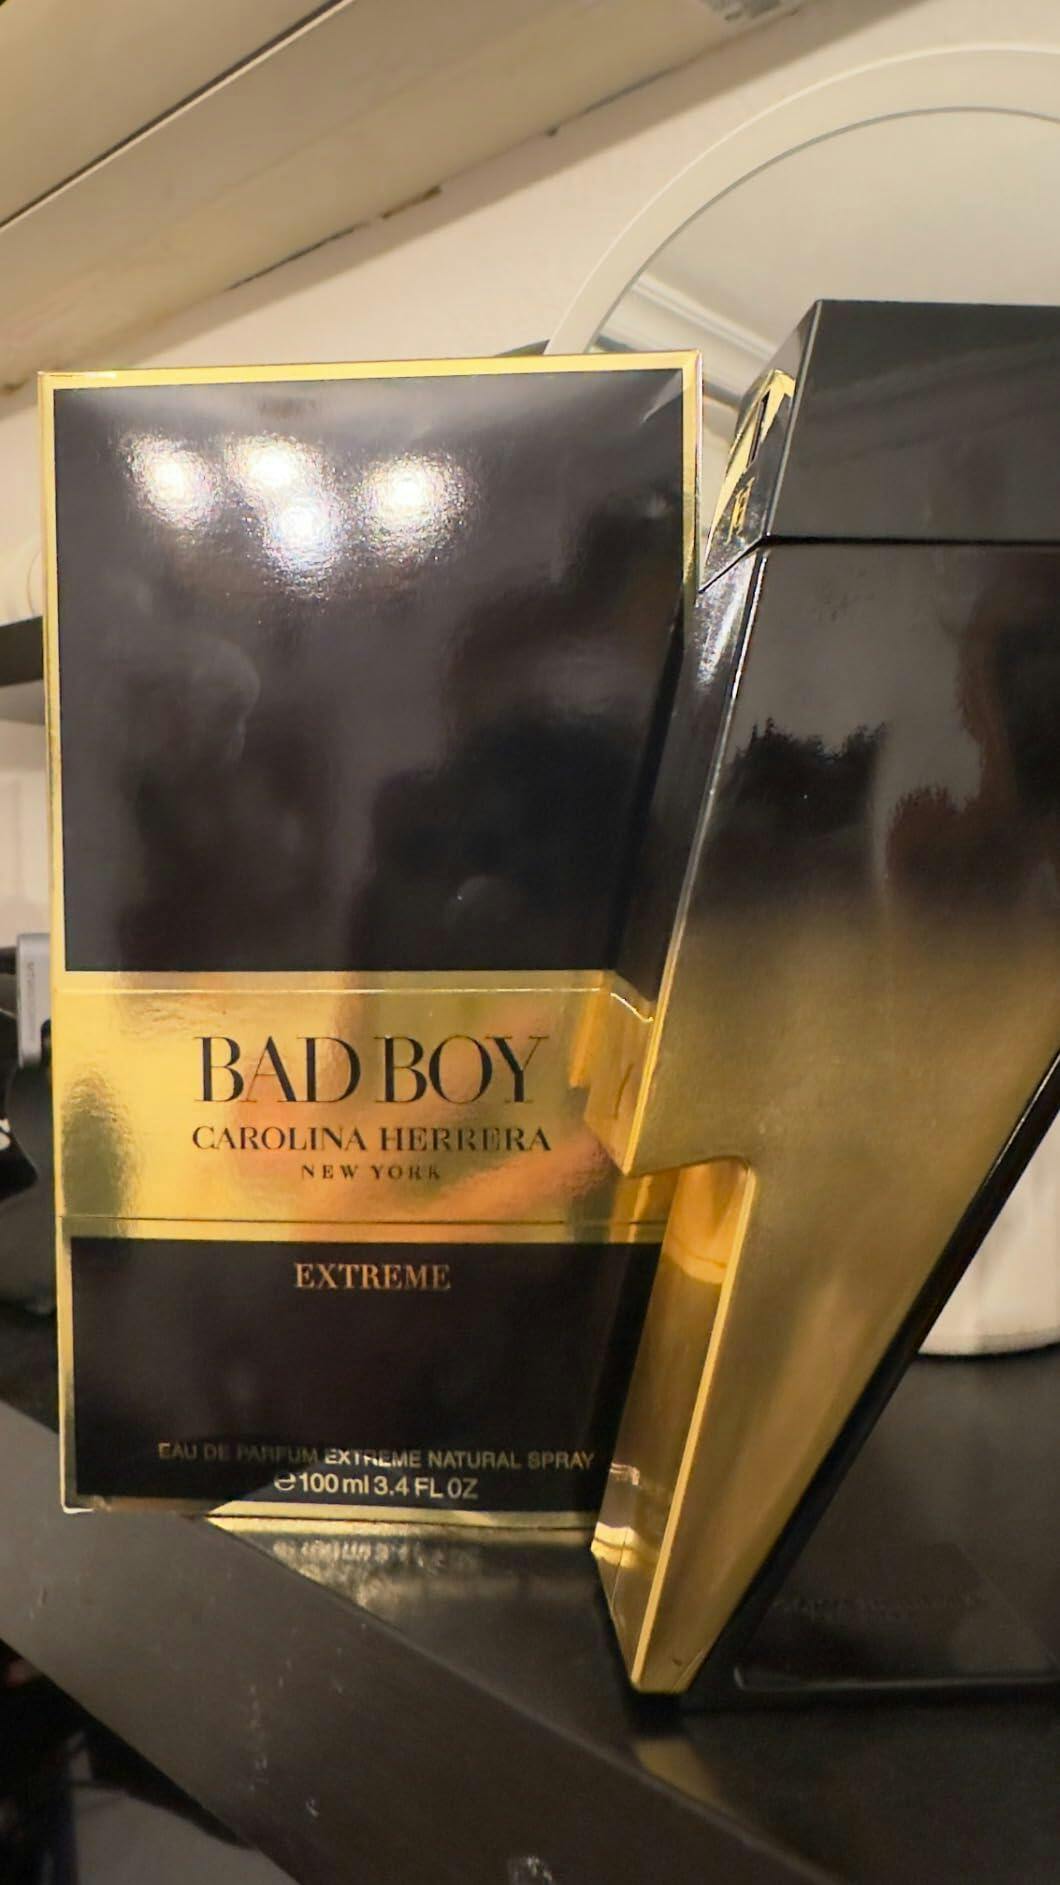 BAD BOY
CAROLINA HERRERA
NEW YORK
EXTREME
EAU DE PARFUM EXTREME NATURAL SPRAY
℮100 ml 3.4 FL OZ